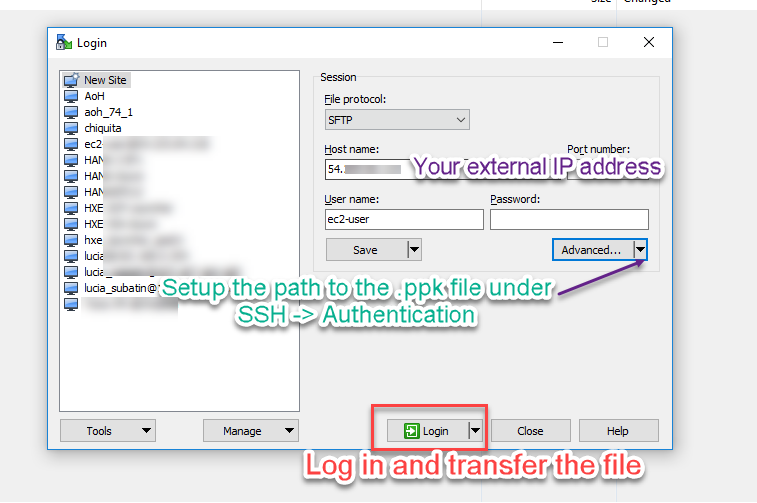 Size Changed
Login
New Site
AoH
aoh_74_1
chiquita
ec2
HAN
HAN
HAN
HXE
HXE
hxe
lucia
lucia_
lucia_subatin@
Session
File protocol:
SFTP
Host name:
Port number:
54.
Your external IP address
User name:
Password:
ec2-user
Save
Advanced...
Setup the path to the .ppk file under
SSH -> Authentication
Tools
Manage
Login
Close
Help
Log in and transfer the file